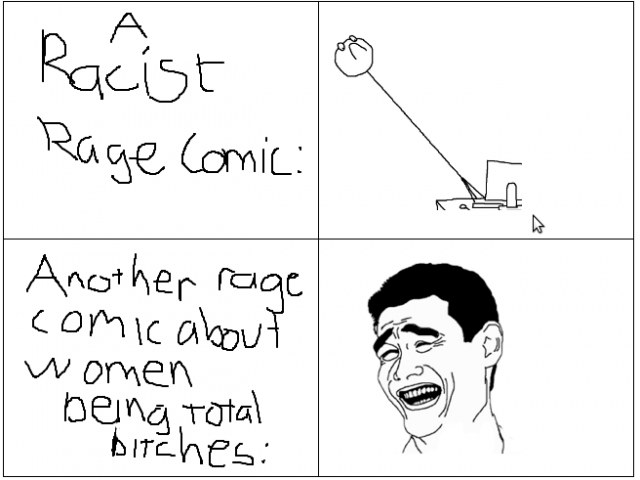 A
Racist
Rage Comic:
Another rage
comic about
women
being total
bitches: